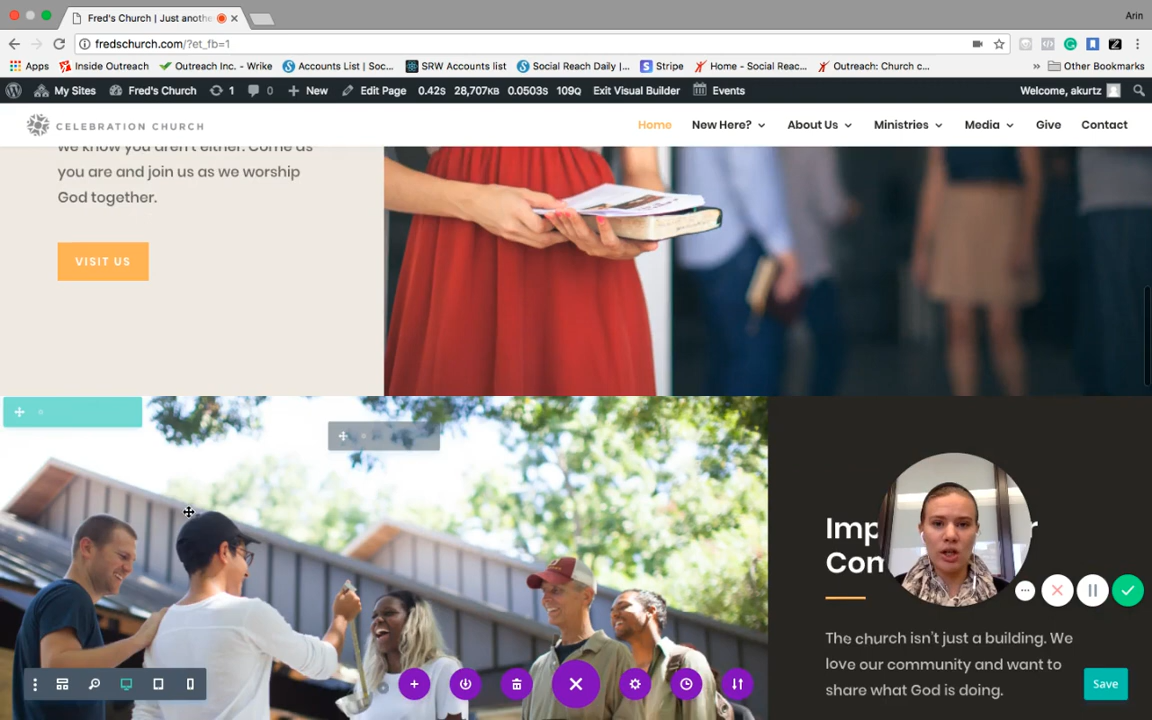 Arin
Fred's Church | Just anothe
fredschurch.com/?et_fb=1
Apps Inside Outreach Outreach Inc. - Wrike Accounts List | Soc... SRW Accounts list Social Reach Daily |... Stripe Home - Social Reac... Outreach: Church c... » Other Bookmarks
My Sites Fred's Church 1 0 New Edit Page 0.42s 28,707KB 0.0503s 109Q Exit Visual Builder Events Welcome, akurtz
CELEBRATION CHURCH Home New Here? About Us Ministries Media Give Contact
we know you aren't either. Come as
you are and join us as we worship
God together.
VISIT US
The church isn't just a building. We
love our community and want to
share what God is doing.
Save